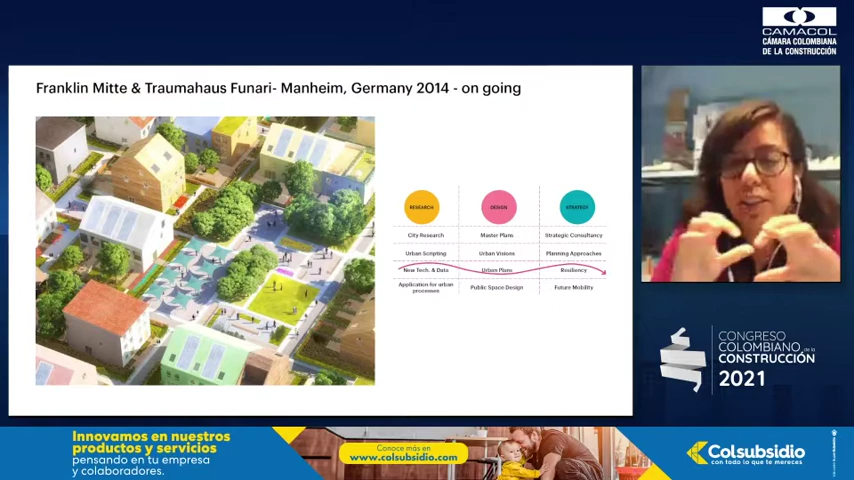 CAMACOL
CÁMARA COLOMBIANA
DE LA CONSTRUCCIÓN
Franklin Mitte & Traumahaus Funari- Manheim, Germany 2014 - on going
RESEARCH
DESIGN
STRATEGY
City Research
Master Plans
Strategic Consultancy
Urban Scripting
Urban Visions
Planning Approaches
New Tech. & Data
Urban Plans
Resiliency
Application for urban
processes
Public Space Design
Future Mobility
CONGRESO
COLOMBIANO de la
CONSTRUCCIÓN
2021
Innovamos en nuestros
productos y servicios
pensando en tu empresa
y colaboradores.
Conoce más en
www.colsubsidio.com
Colsubsidio
con todo lo que te mereces